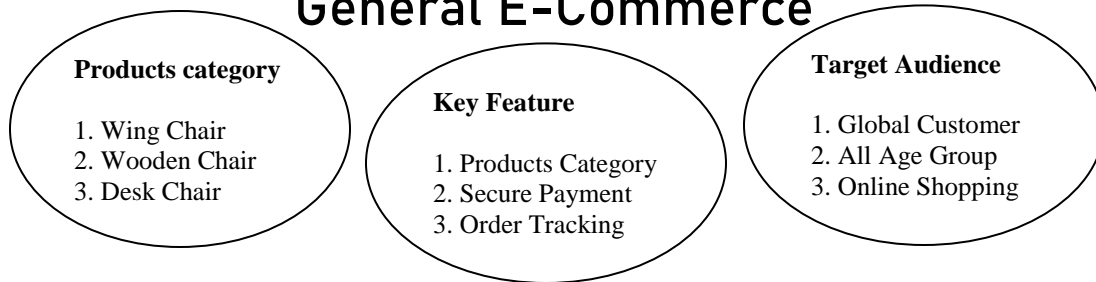 General E-Commerce
Products category
1. Wing Chair
2. Wooden Chair
3. Desk Chair
Key Feature
1. Products Category
2. Secure Payment
3. Order Tracking
Target Audience
1. Global Customer
2. All Age Group
3. Online Shopping